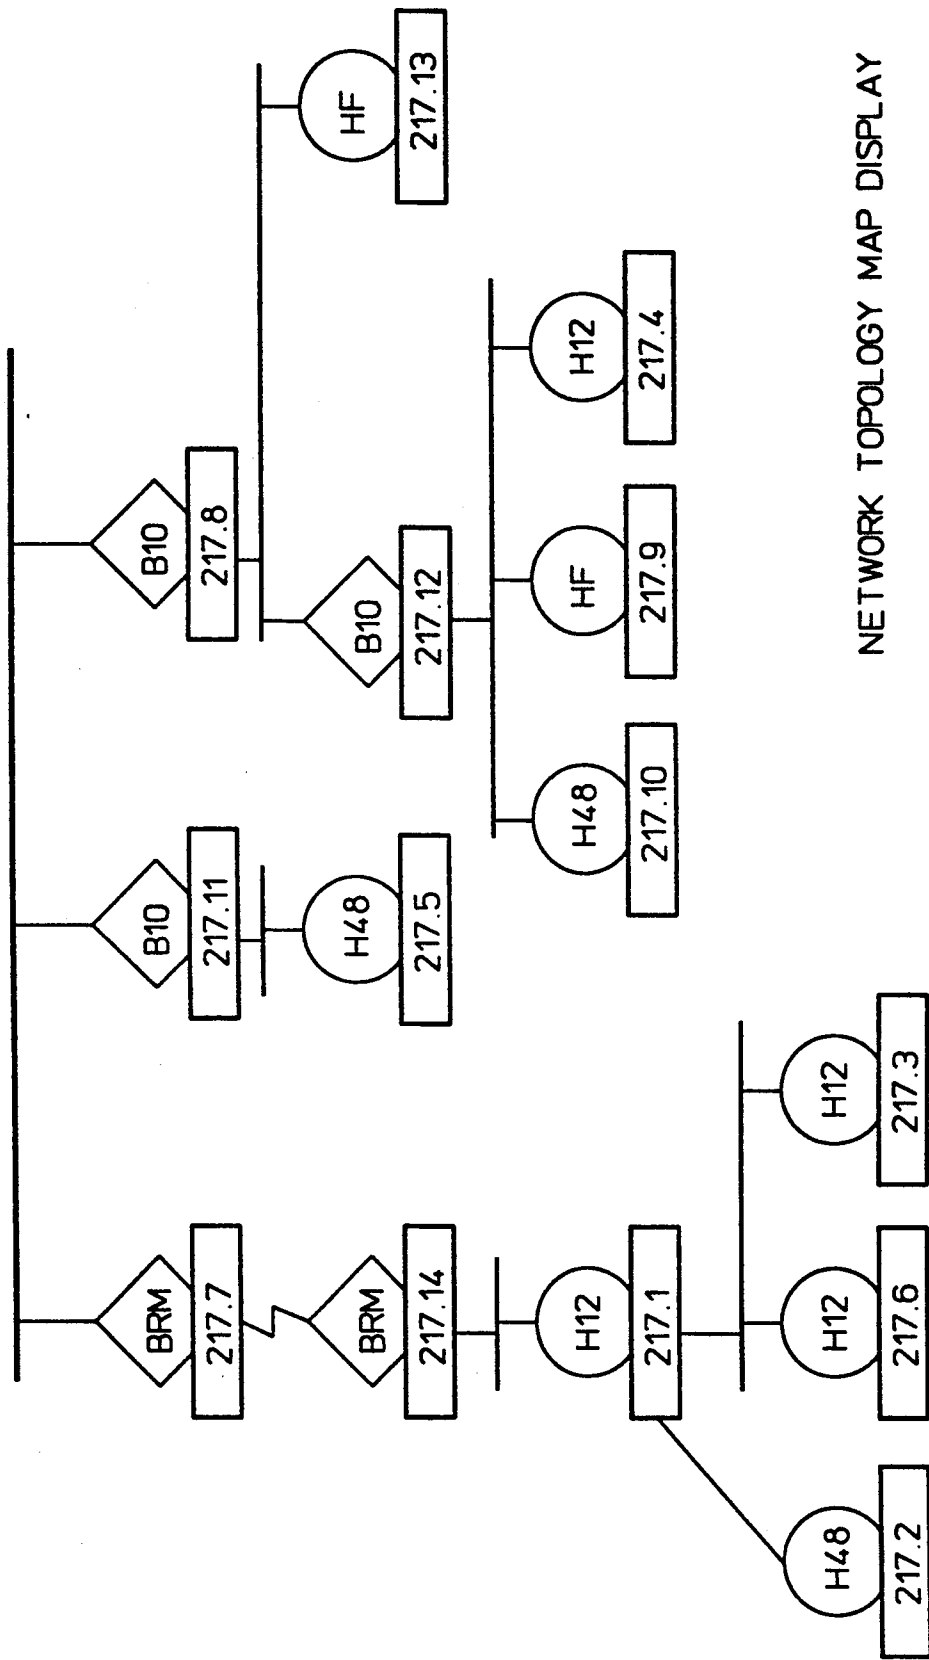 BRM
217.7
B10
217.11
B10
217.8
BRM
217.14
H48
217.5
B10
217.12
HF
217.13
H12
217.1
H48
217.10
HF
217.9
H12
217.4
H48
217.2
H12
217.6
H12
217.3
NETWORK TOPOLOGY MAP DISPLAY